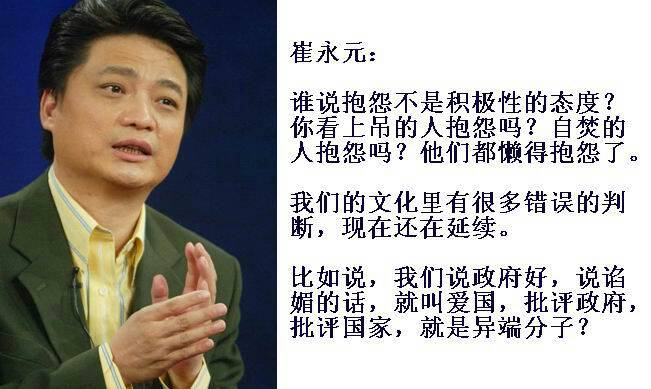 崔永元：
谁说抱怨不是积极性的态度？
你看上吊的人抱怨吗？自焚的
人抱怨吗？他们都懒得抱怨了。
我们的文化里有很多错误的判
断，现在还在延续。
比如说，我们说政府好，说谄
媚的话，就叫爱国，批评政府，
批评国家，就是异端分子？